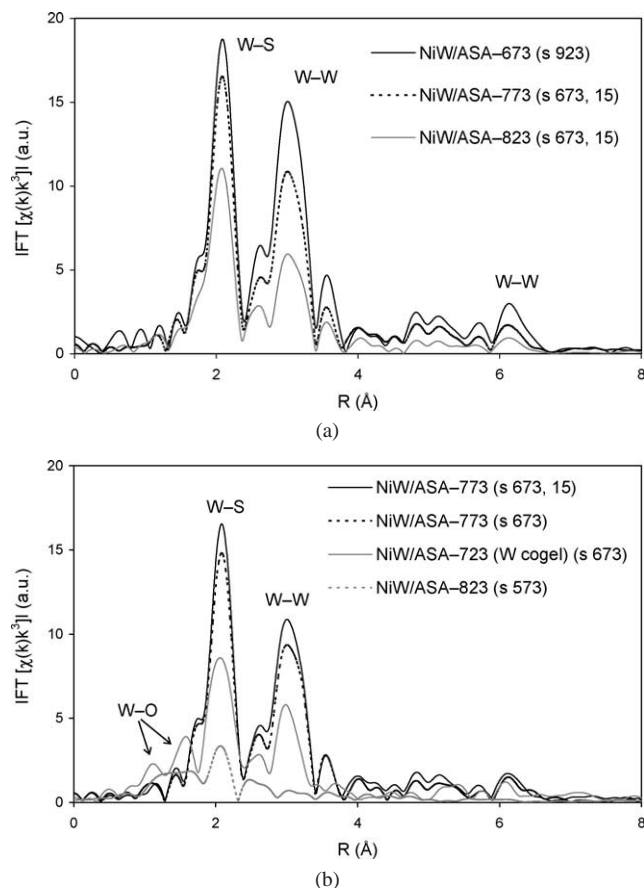 20
15
10
5
0
IFT [χ(k)k³]I (a.u.)
W–S
W–W
W–W
NiW/ASA–673 (s 923)
NiW/ASA–773 (s 673, 15)
NiW/ASA–823 (s 673, 15)
0 2 4 6 8
R (Å)
(a)
20
15
10
5
0
IFT [χ(k)k³]I (a.u.)
W–S
W–W
W–O
NiW/ASA–773 (s 673, 15)
NiW/ASA–773 (s 673)
NiW/ASA–723 (W cogel) (s 673)
NiW/ASA–823 (s 573)
0 2 4 6 8
R (Å)
(b)